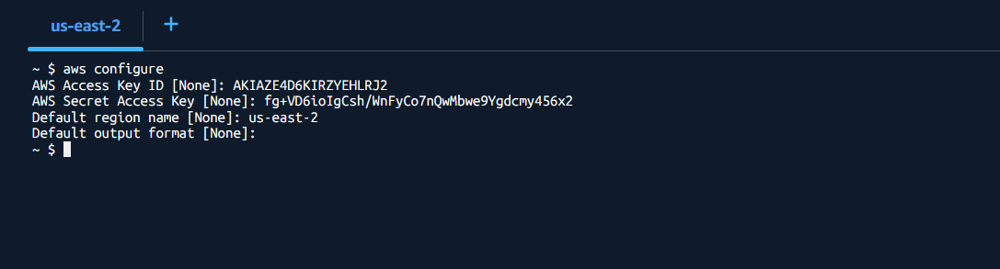 us-east-2 +
~ $ aws configure
AWS Access Key ID [None]: AKIAZE4D6KIRZYEHLRJ2
AWS Secret Access Key [None]: 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
Default region name [None]: us-east-2
Default output format [None]:
~ $